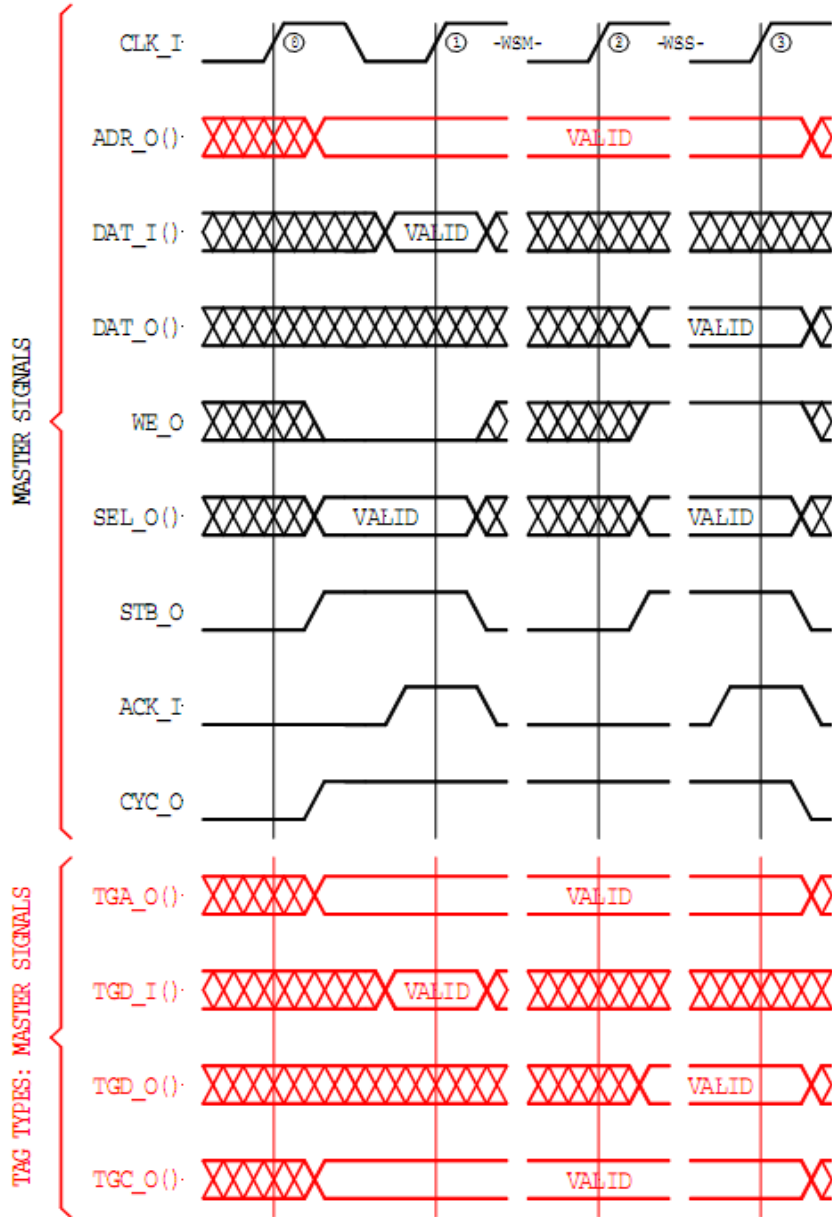 MASTER SIGNALS
CLK_I 0 1 -WSM- 2 -WSS- 3
ADR_O() VALID
DAT_I() VALID
DAT_O() VALID
WE_O
SEL_O() VALID VALID
STB_O
ACK_I
CYC_O
TAG TYPES: MASTER SIGNALS
TGA_O() VALID
TGD_I() VALID
TGD_O() VALID
TGC_O() VALID